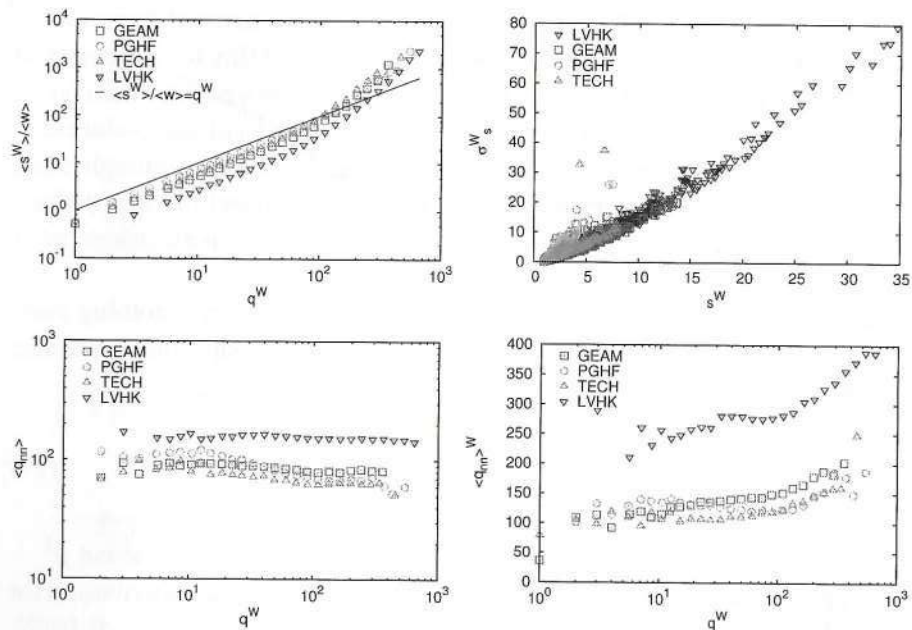 10^4
10^3
10^2
10^1
10^0
10^-1
<s^W>/<w>
GEAM
PGHF
TECH
LVHK
<s^W>/<w>=q^W
10^0
10^1
10^2
10^3
q^W
80
70
60
50
40
30
20
10
0
σ^W_s
LVHK
GEAM
PGHF
TECH
0
5
10
15
20
25
30
35
s^W
10^3
10^2
10^1
<q_nn>
GEAM
PGHF
TECH
LVHK
10^0
10^1
10^2
10^3
q^W
400
350
300
250
200
150
100
50
0
<q_nn>^W
GEAM
PGHF
TECH
LVHK
10^0
10^1
10^2
10^3
q^W